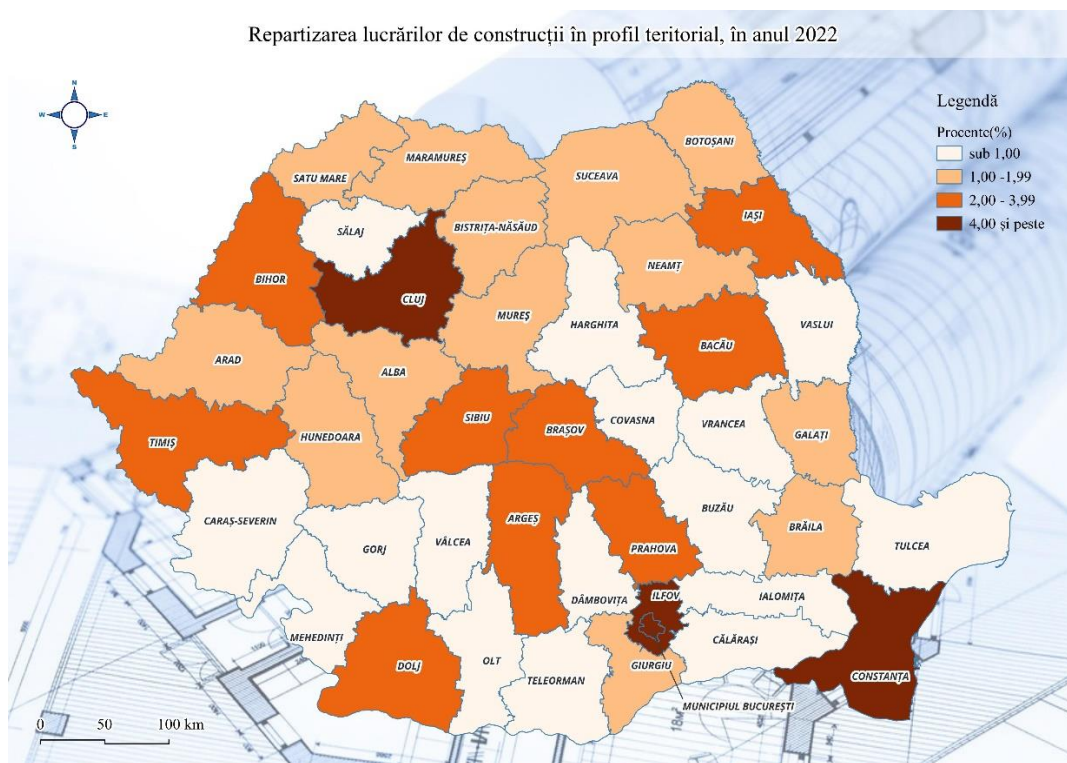 Repartizarea lucrărilor de construcții în profil teritorial, în anul 2022
N
W E
S
Legendă
Procente(%)
sub 1,00
1,00 -1,99
2,00 - 3,99
4,00 și peste
BOTOȘANI
MARAMUREȘ
SATU MARE
SUCEAVA
IAȘI
BISTRIȚA-NĂSĂUD
SĂLAJ
NEAMȚ
BIHOR
CLUJ
MUREȘ
HARGHITA
VASLUI
BACĂU
ARAD
ALBA
SIBIU
COVASNA
VRANCEA
BRAȘOV
GALAȚI
HUNEDOARA
TIMIȘ
BUZĂU
ARGEȘ
CARAȘ-SEVERIN
BRĂILA
VÂLCEA
GORJ
PRAHOVA
TULCEA
ILFOV
IALOMIȚA
DÂMBOVIȚA
MEHEDINȚI
CĂLĂRAȘI
OLT
DOLJ
GIURGIU
CONSTANȚA
TELEORMAN
MUNICIPIUL BUCUREȘTI
0 50 100 km